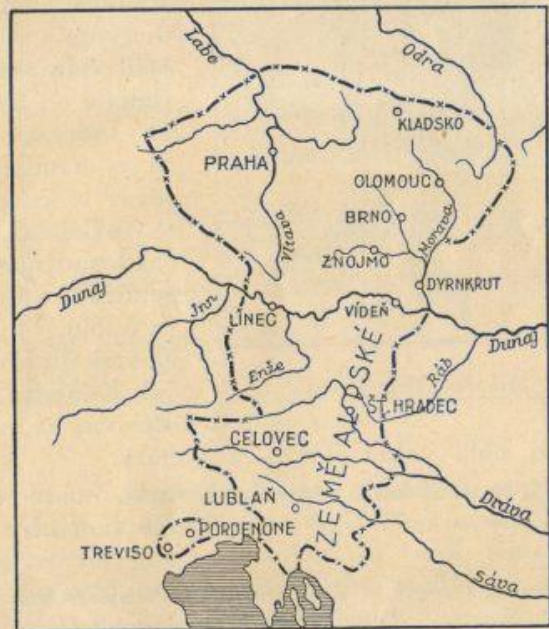 Labe
Odra
KLADSKO
PRAHA
OLOMOUC
BRNO
Morava
Vltava
ZNOJMO
DYRNKRUT
Dunaj
Inn
LINEC
VÍDEŇ
Dunaj
Enže
Ráb
ŠT. HRADEC
ZEMĚ ALPSKÉ
CELOVEC
LUBLAŇ
Dráva
PORDENONE
TREVISO
Sáva